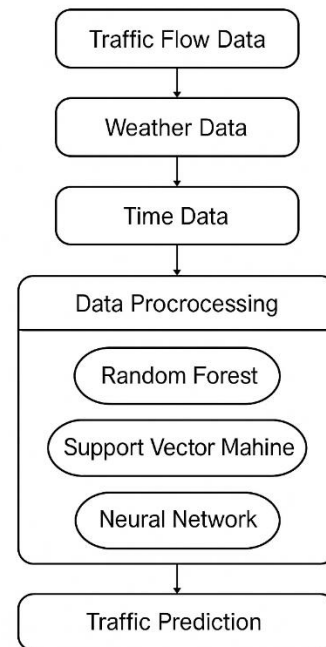 Traffic Flow Data
Weather Data
Time Data
Data Procrocessing
Random Forest
Support Vector Mahine
Neural Network
Traffic Prediction